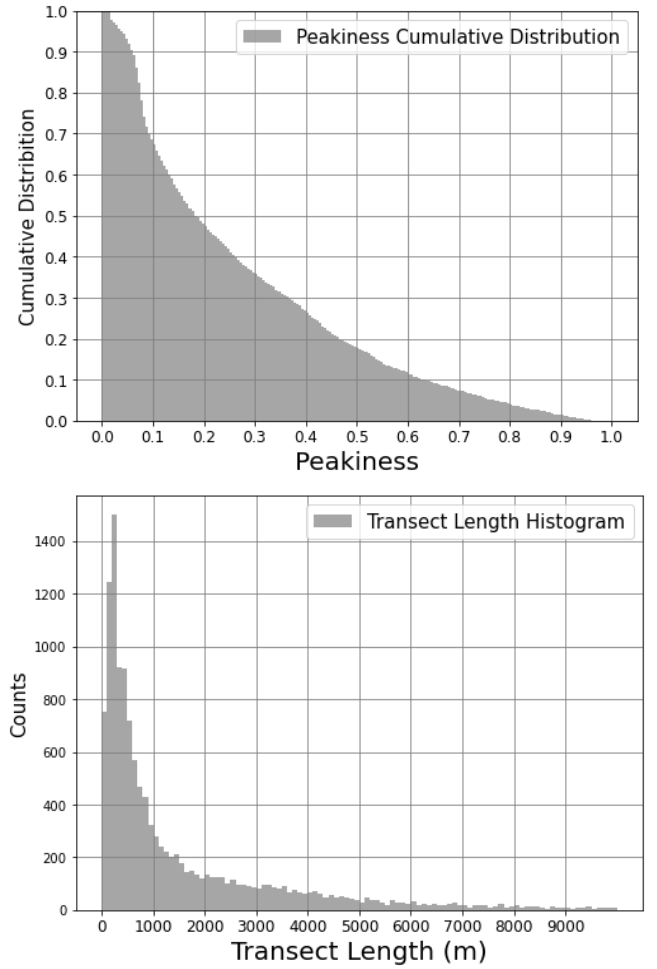 Peakiness Cumulative Distribution
Cumulative Distribition
1.0
0.9
0.8
0.7
0.6
0.5
0.4
0.3
0.2
0.1
0.0
0.0 0.1 0.2 0.3 0.4 0.5 0.6 0.7 0.8 0.9 1.0
Peakiness
Transect Length Histogram
Counts
1400
1200
1000
800
600
400
200
0
0 1000 2000 3000 4000 5000 6000 7000 8000 9000
Transect Length (m)